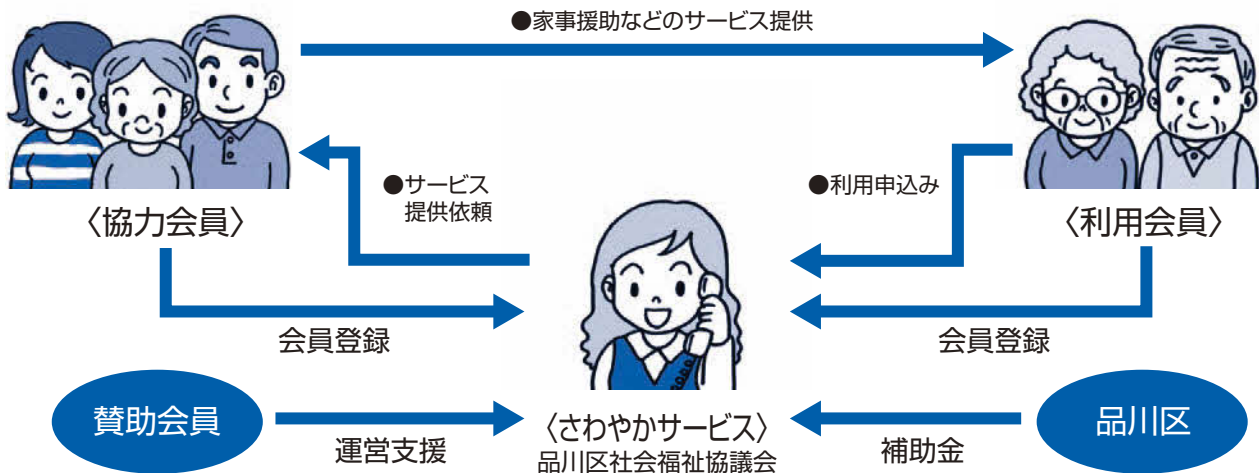 ●家事援助などのサービス提供
●サービス
提供依頼
●利用申込み
〈協力会員〉
〈利用会員〉
会員登録
会員登録
賛助会員
運営支援
〈さわやかサービス〉
品川区社会福祉協議会
補助金
品川区